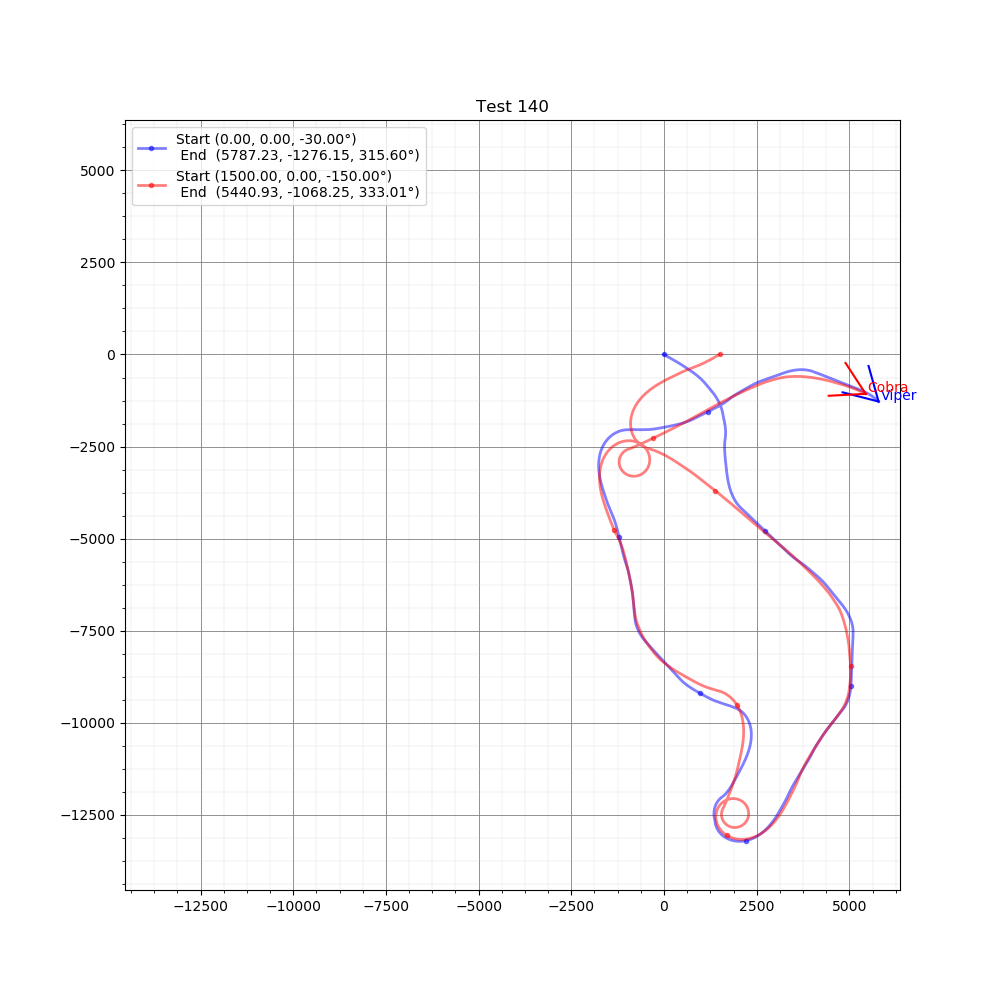 Test 140
Start (0.00, 0.00, -30.00°)
End  (5787.23, -1276.15, 315.60°)
Start (1500.00, 0.00, -150.00°)
End  (5440.93, -1068.25, 333.01°)
5000
2500
0
−2500
−5000
−7500
−10000
−12500
Cobra
Viper
−12500 −10000 −7500 −5000 −2500 0 2500 5000